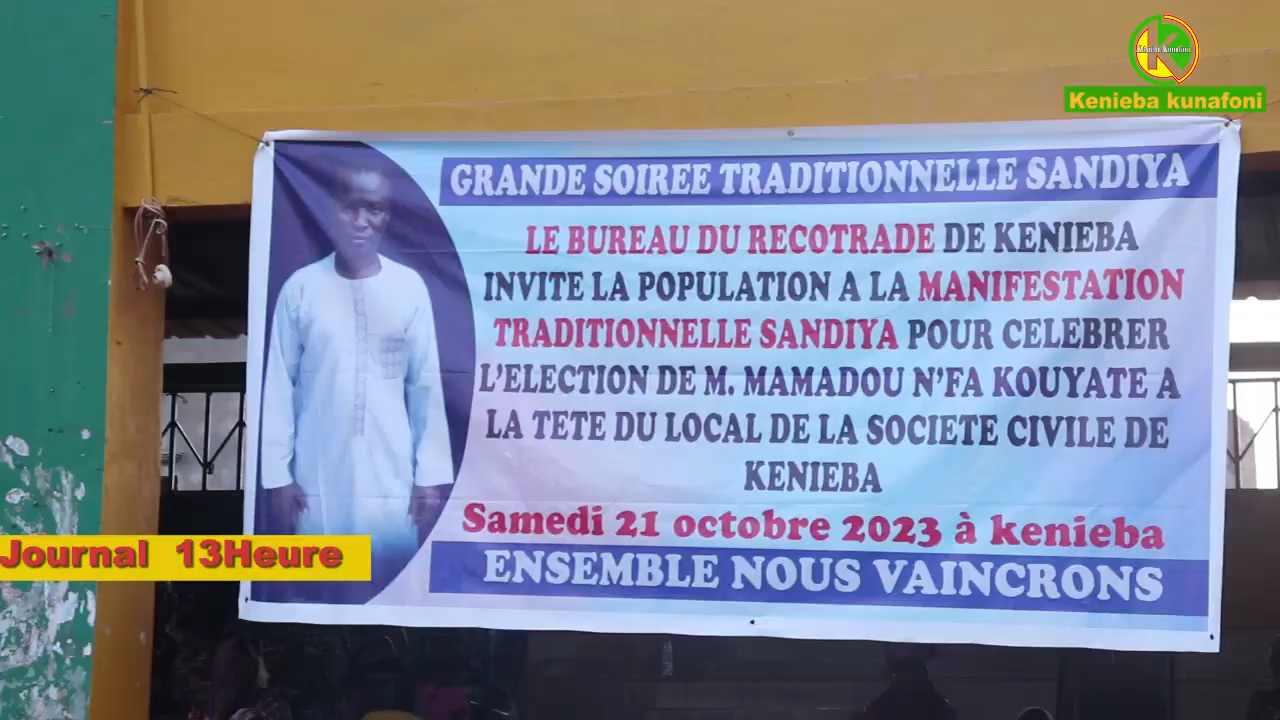 Kenieba Kunafoni
Kenieba kunafoni
GRANDE SOIREE TRADITIONNELLE SANDIYA
LE BUREAU DU RECOTRADE DE KENIEBA
INVITE LA POPULATION A LA MANIFESTATION
TRADITIONNELLE SANDIYA POUR CELEBRER
L'ELECTION DE M. MAMADOU N'FA KOUYATE A
LA TETE DU LOCAL DE LA SOCIETE CIVILE DE
KENIEBA
Samedi 21 octobre 2023 à kenieba
ENSEMBLE NOUS VAINCRONS
Journal 13Heure